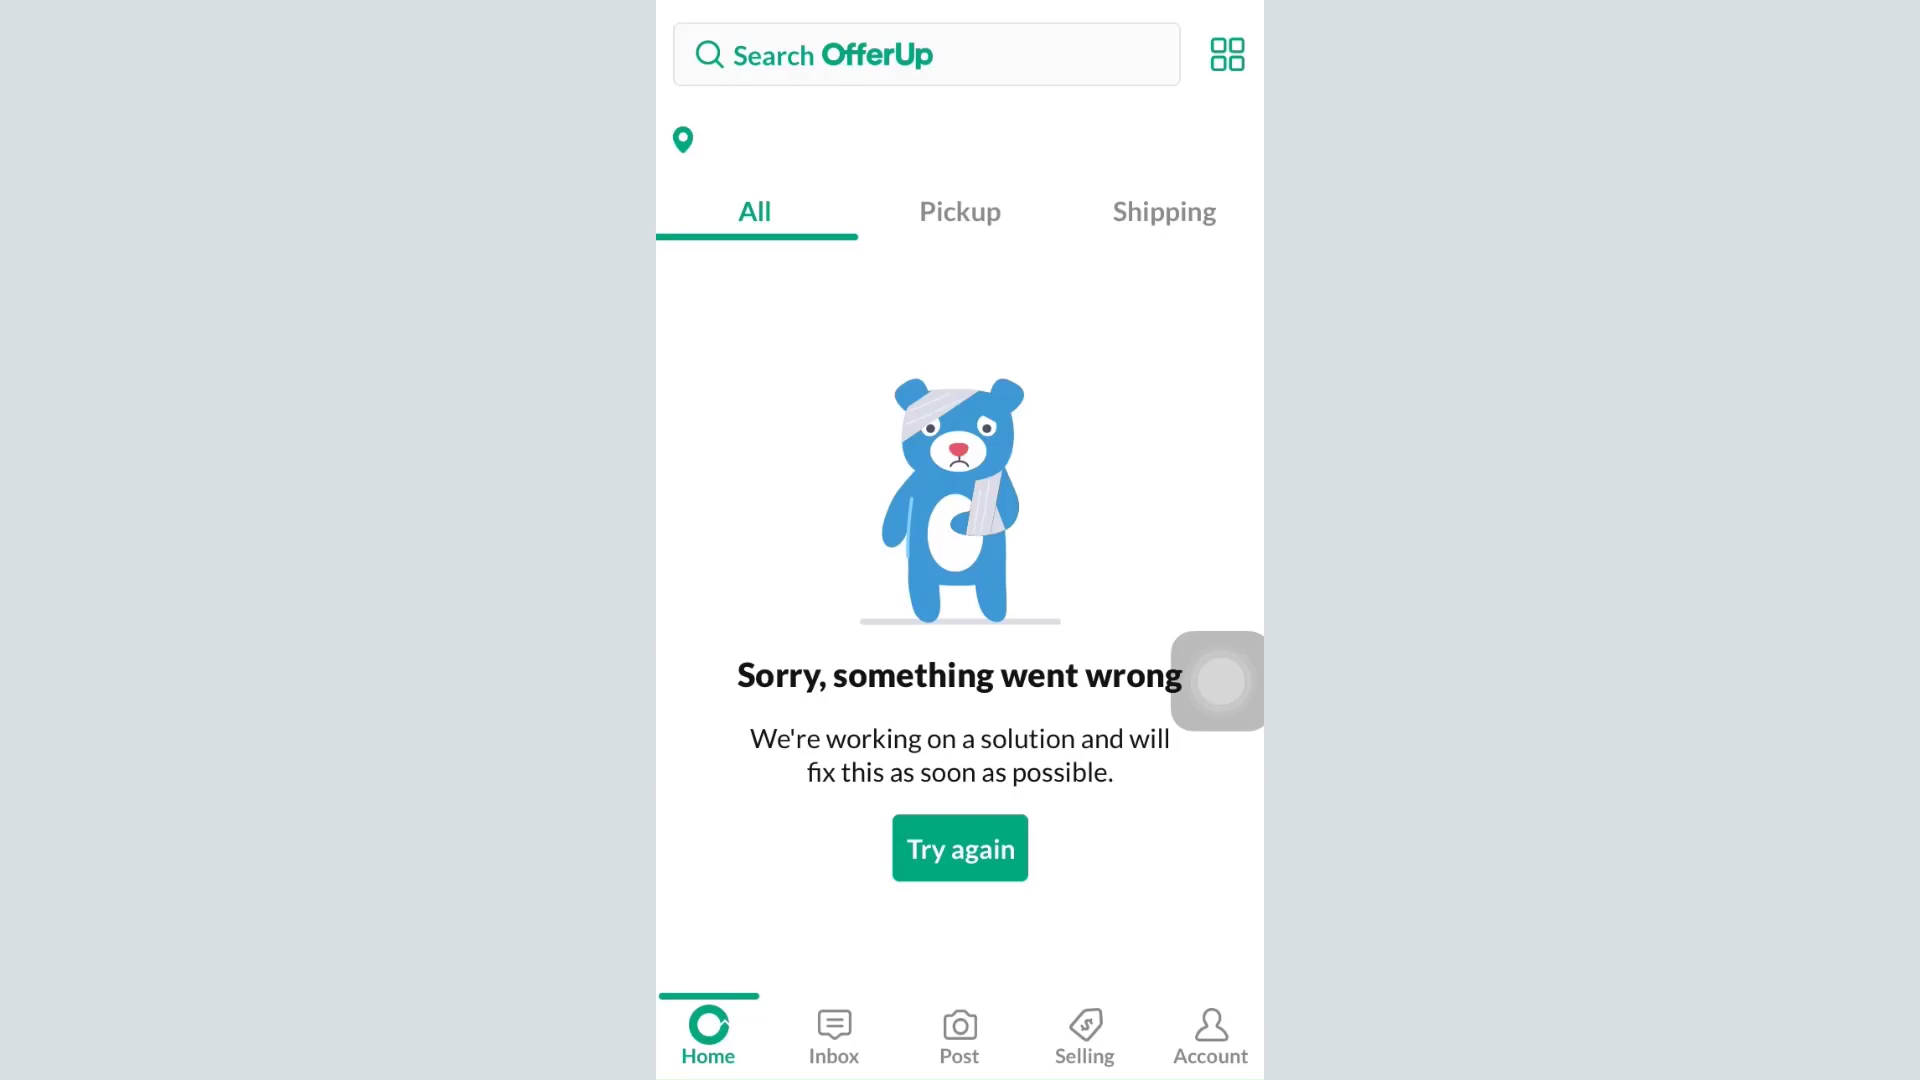 Search OfferUp
All
Pickup
Shipping
Sorry, something went wrong
We're working on a solution and will
fix this as soon as possible.
Try again
Home
Inbox
Post
Selling
Account